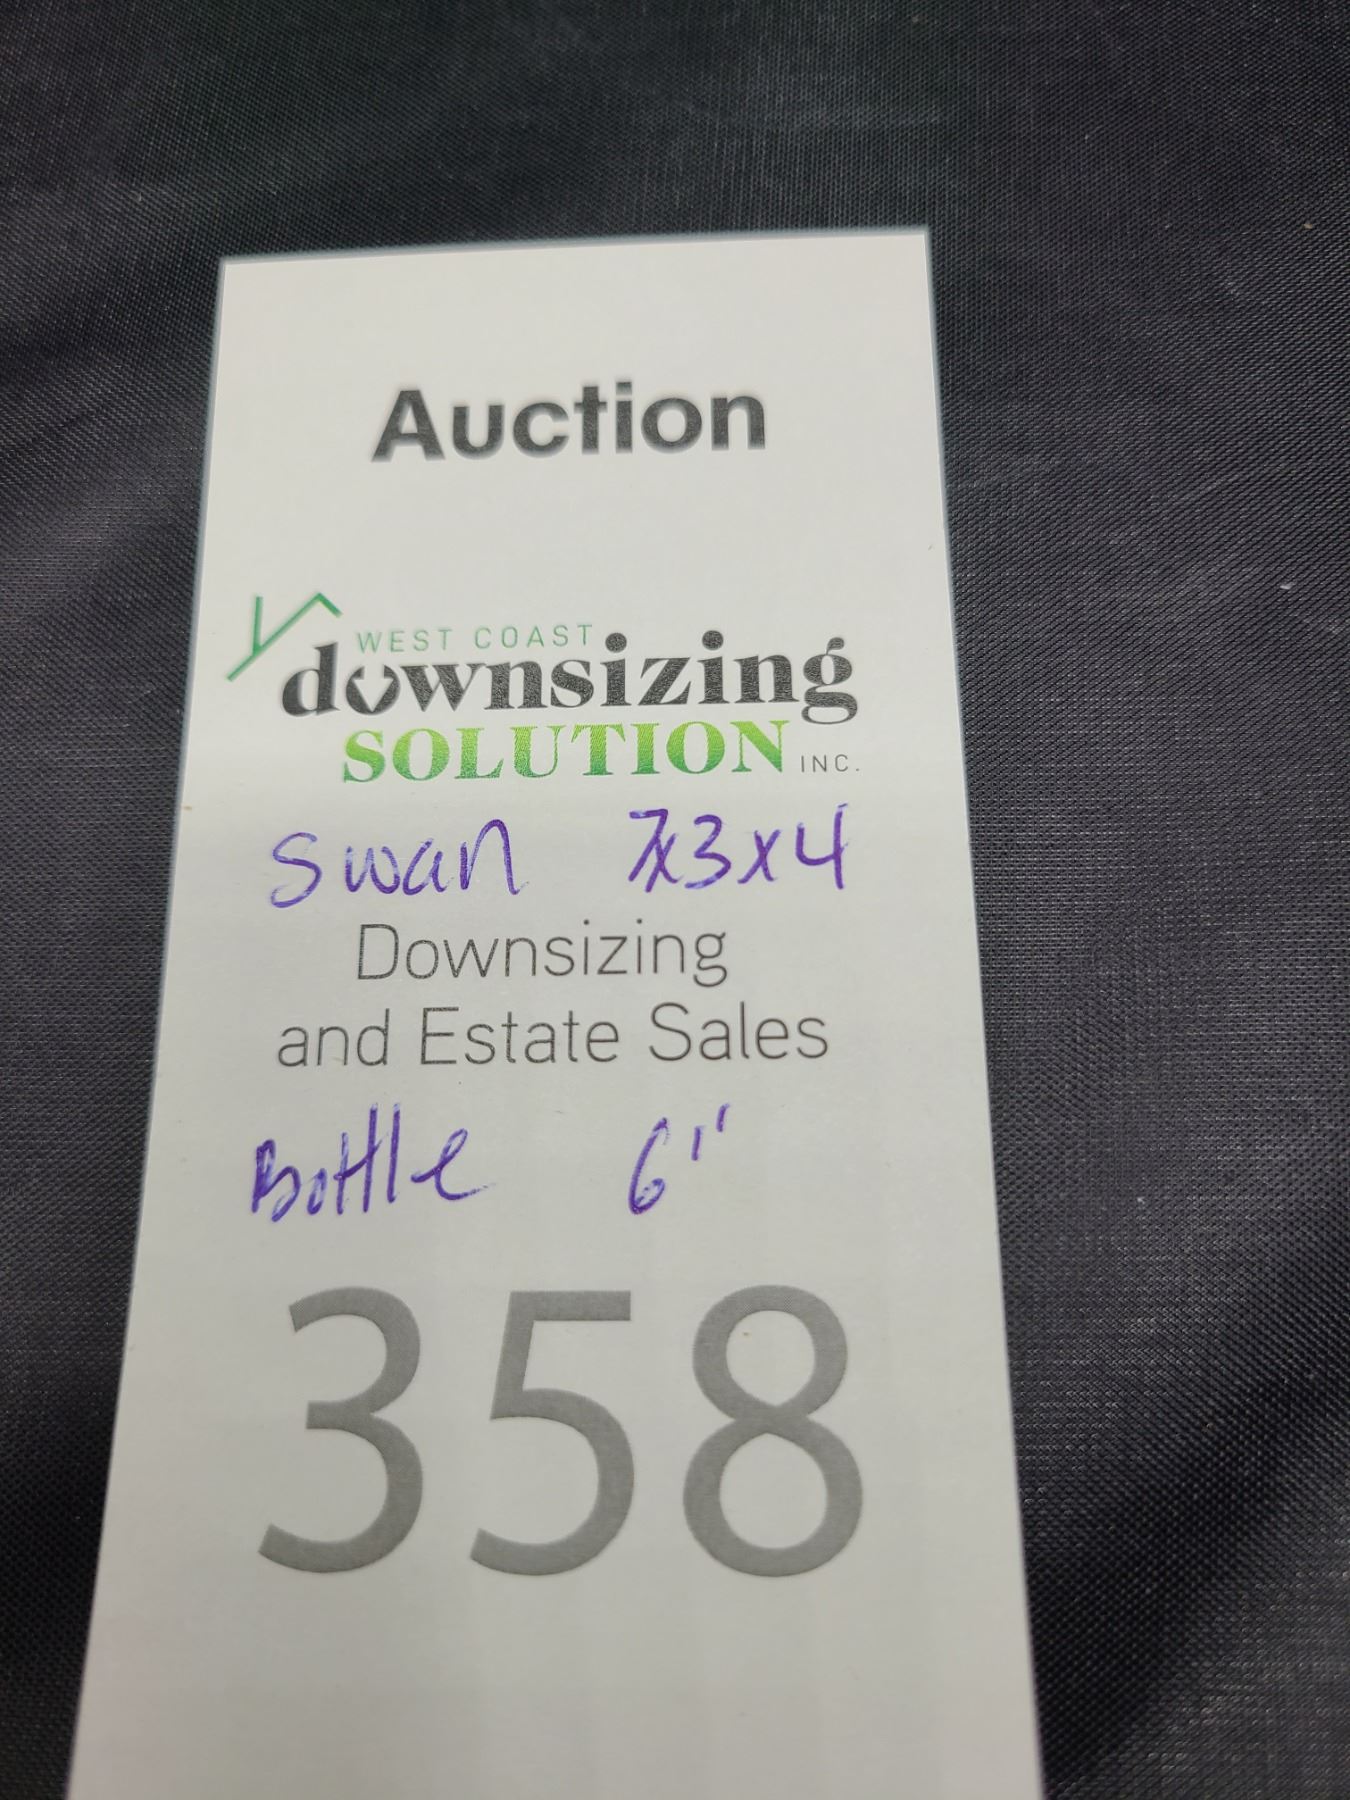 Auction
WEST COAST
downsizing
SOLUTION INC.
Swan 7x3x4
Downsizing
and Estate Sales
Bottle 6"
358